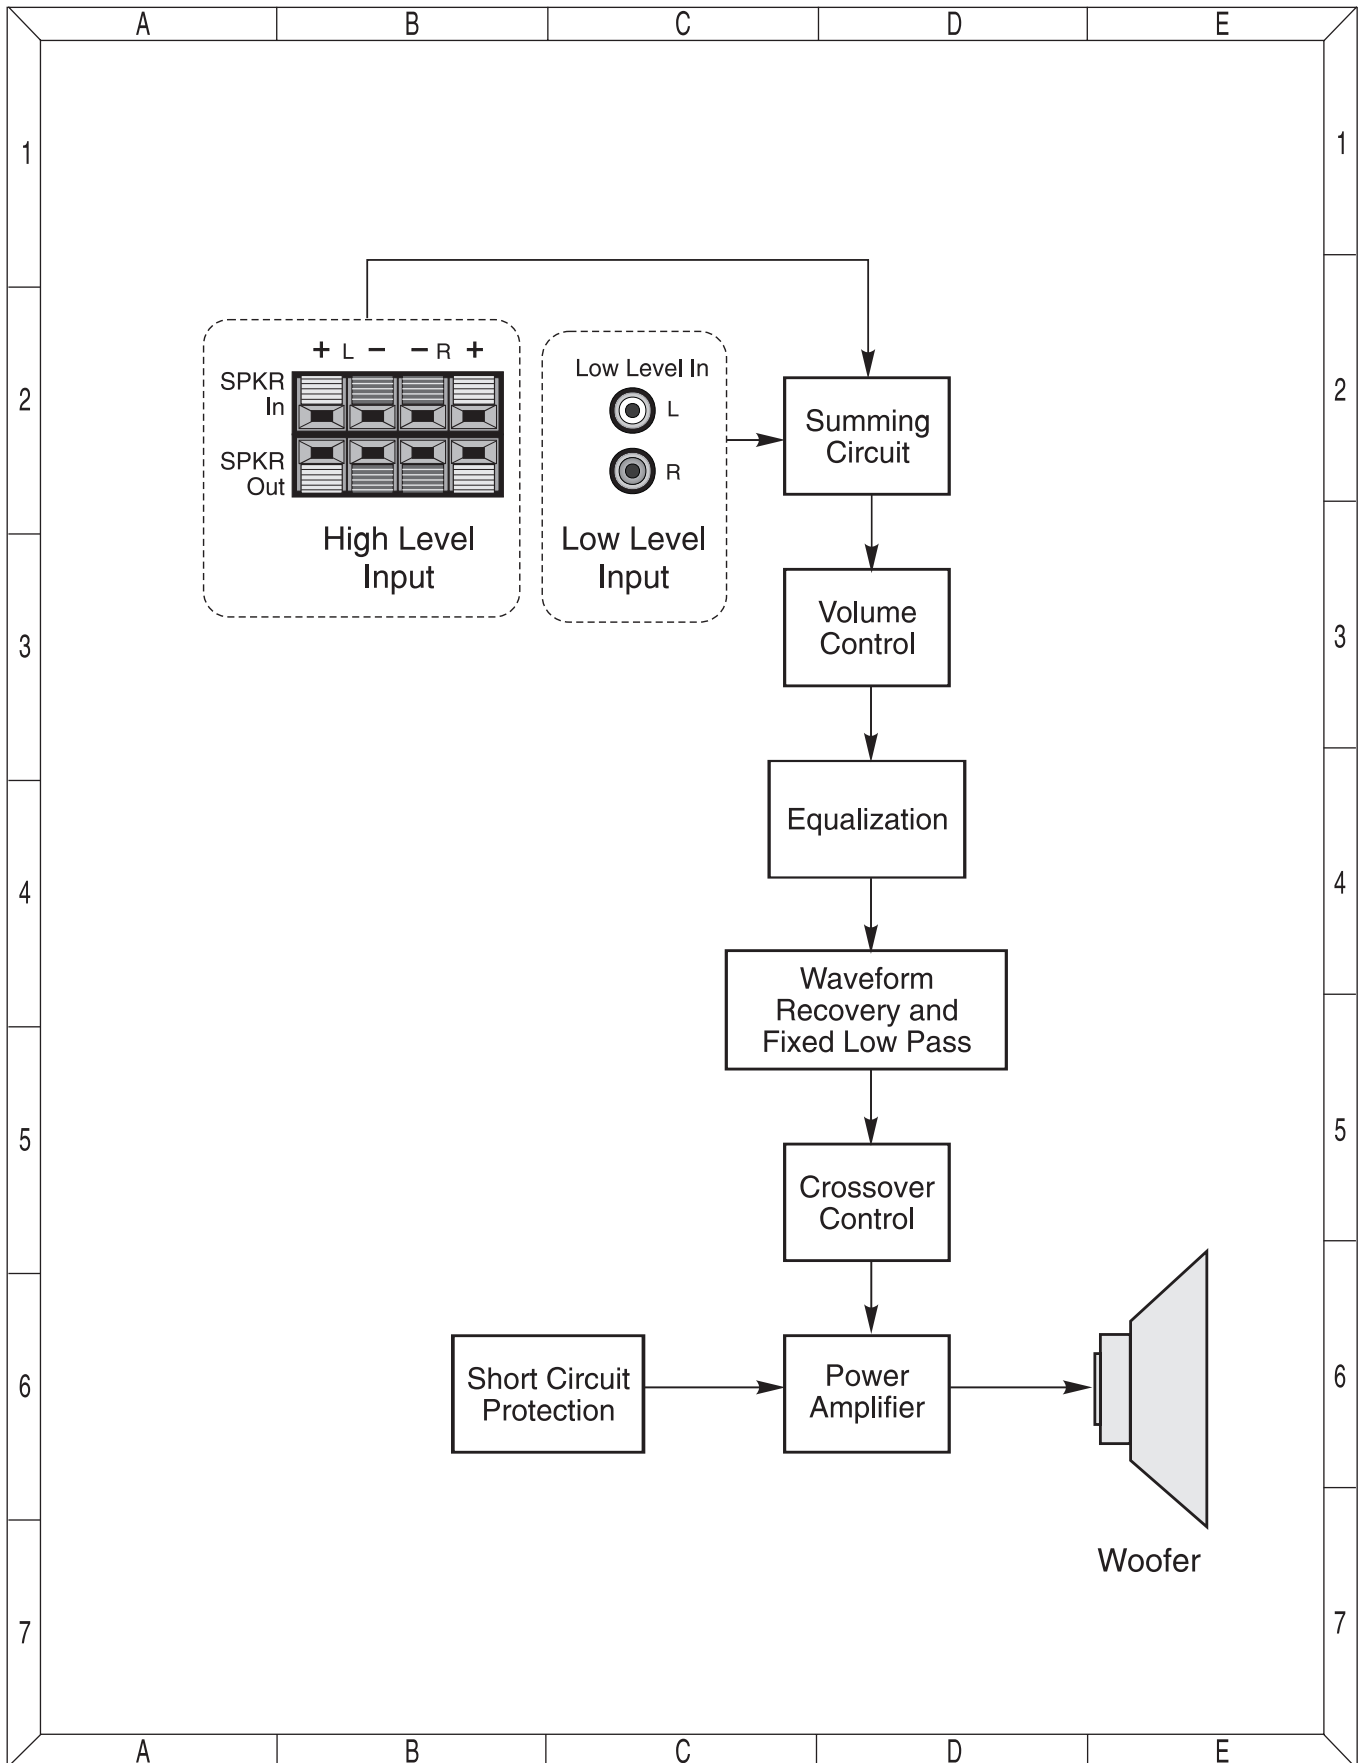 A B C D E
1 1
+ L − − R +
SPKR
In
SPKR
Out
High Level
Input
Low Level In
L
R
Low Level
Input
Summing
Circuit
2 2
Volume
Control
3 3
Equalization
4 4
Waveform
Recovery and
Fixed Low Pass
5 5
Crossover
Control
Short Circuit
Protection
Power
Amplifier
6 6
Woofer
7 7
A B C D E